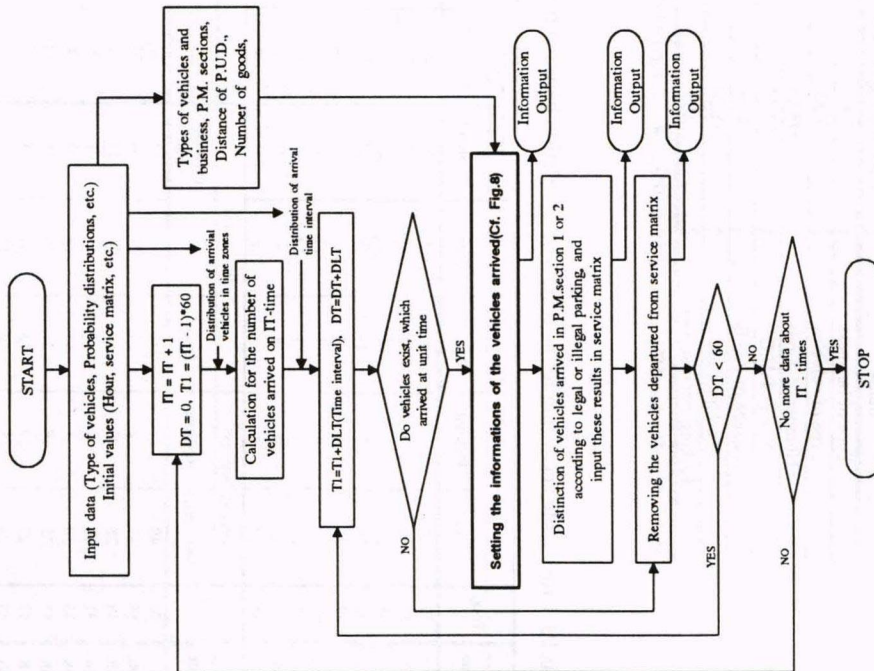 START
Input data (Type of vehicles, Probability distributions, etc.)
Initial values (Hour, service matrix, etc.)
Types of vehicles and
business, P.M. sections,
Distance of P.U.D.,
Number of goods,
IT = IT + 1
DT = 0, T1 = (IT - 1)*60
Distribution of arrivial
vehicles in time zones
Calculation for the number of
vehicles arrived on IT-time
Distribution of arrival
time interval
T1=T1+DLT(Time interval), DT=DT+DLT
Do vehicles exist, which
arrived at unit time
NO
YES
Setting the informations of the vehicles arrived(Cf. Fig.8)
Information
Output
Distinction of vehicles arrived in P.M.section 1 or 2
according to legal or illegal parking, and
input these results in service matrix
Information
Output
Removing the vehicles departured from service matrix
Information
Output
DT < 60
YES
NO
No more data about
IT - times
NO
YES
STOP